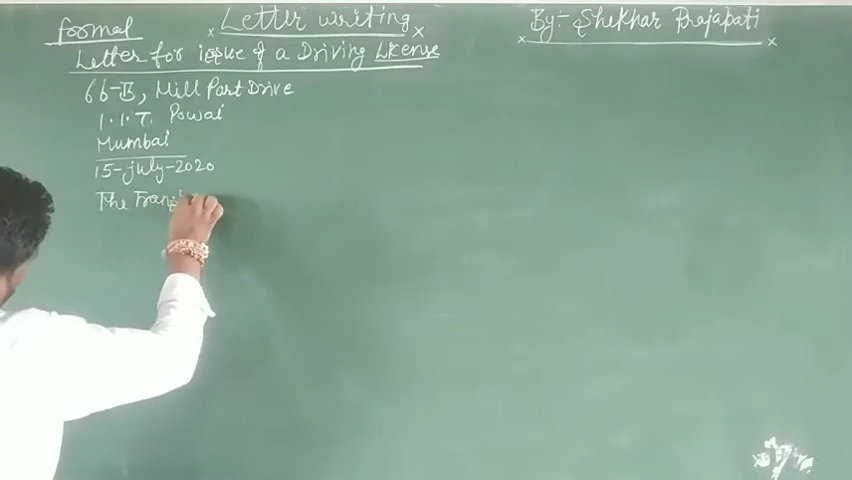 Formal
Letter writing
By:- Shekhar Prajapati
Letter for issue of a Driving License
66-B, Mill Part Drive
I.I.T. Powai
Mumbai
15-july-2020
The